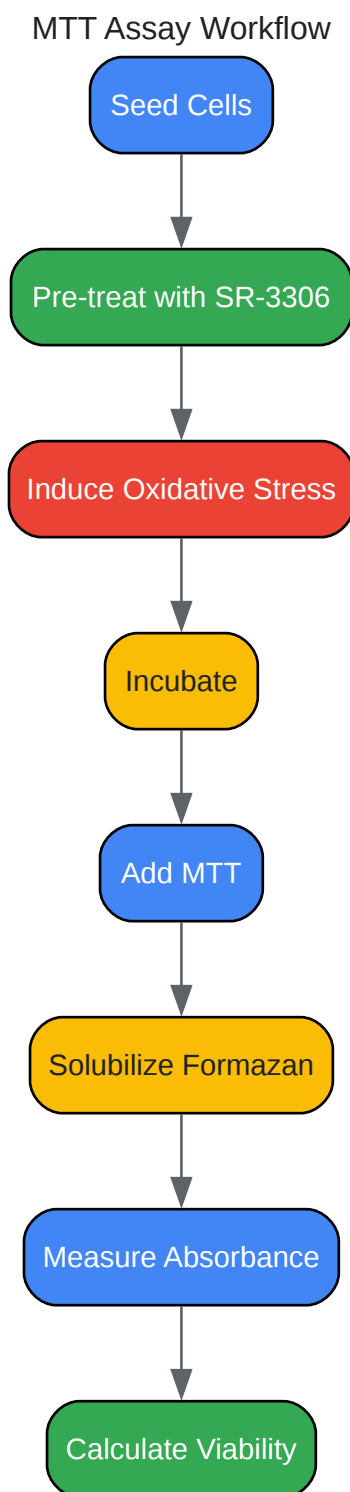 MTT Assay Workflow
Seed Cells
Pre-treat with SR-3306
Induce Oxidative Stress
Incubate
Add MTT
Solubilize Formazan
Measure Absorbance
Calculate Viability